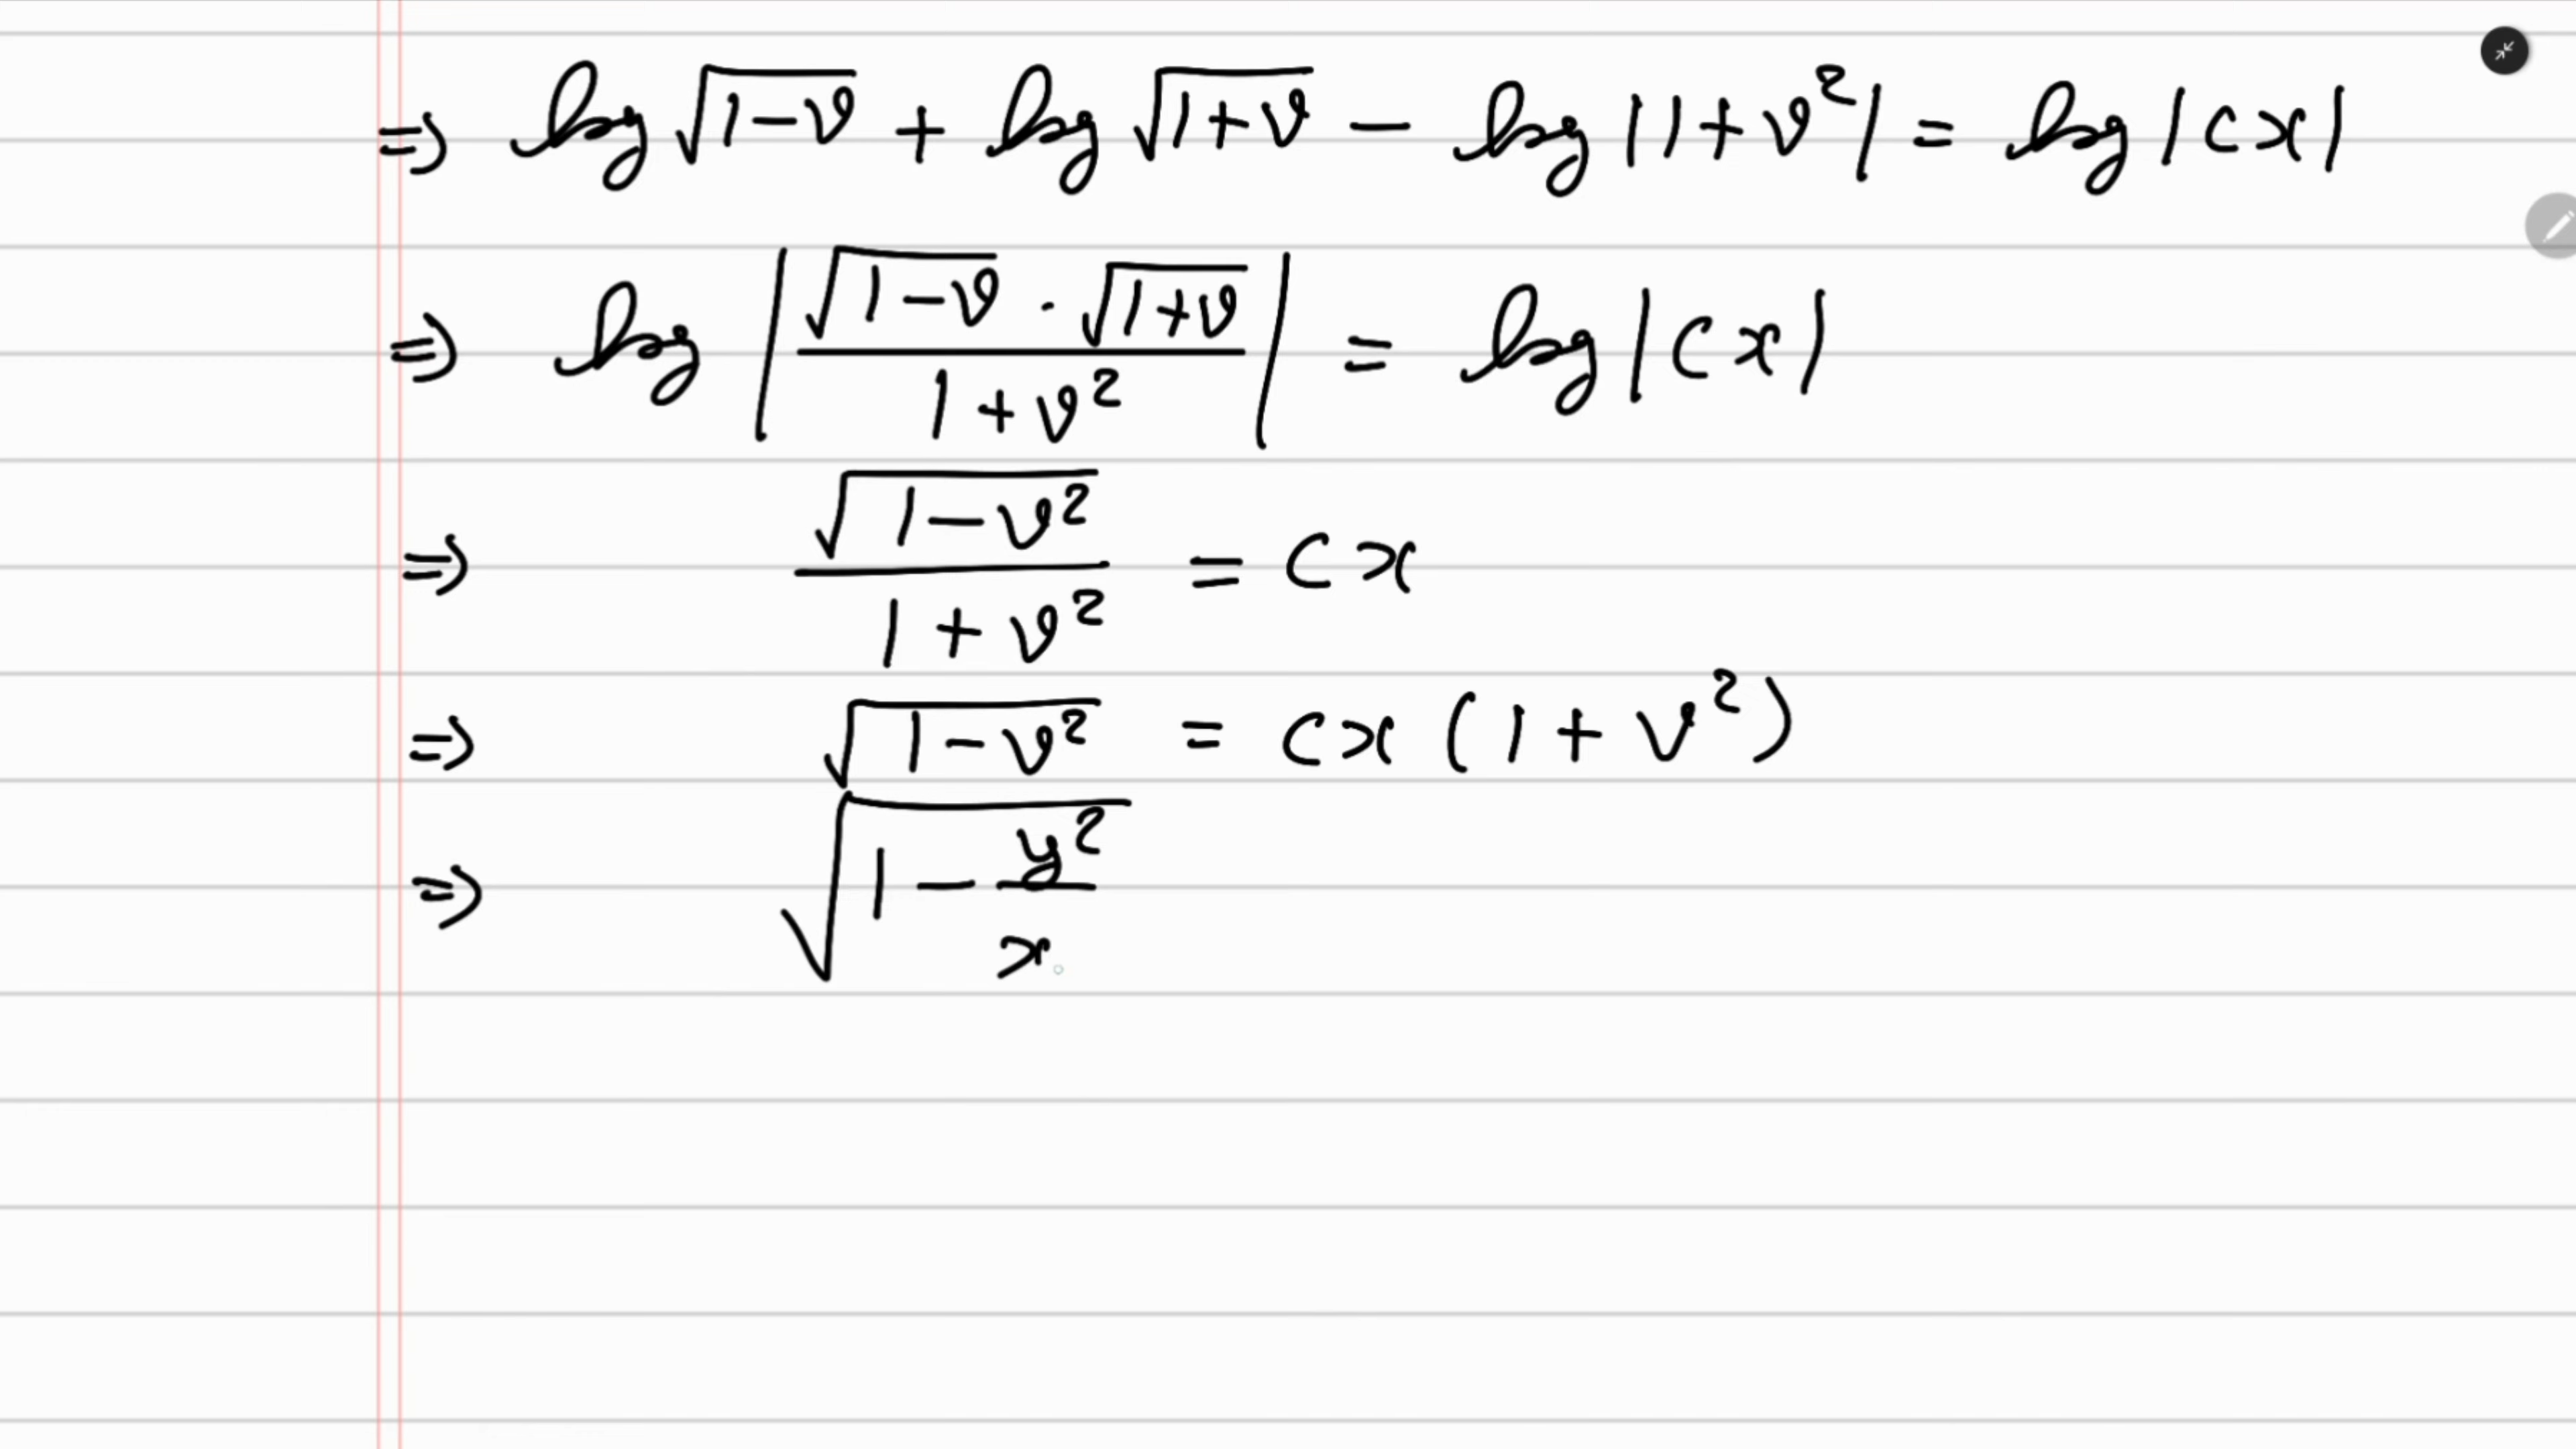 ⇒ log √(1-v) + log √(1+v) - log |1+v²| = log |cx|
⇒ log | (√(1-v) · √(1+v)) / (1+v²) | = log |cx|
⇒ √(1-v²) / (1+v²) = cx
⇒ √(1-v²) = cx (1+v²)
⇒ √(1 - y²/x)